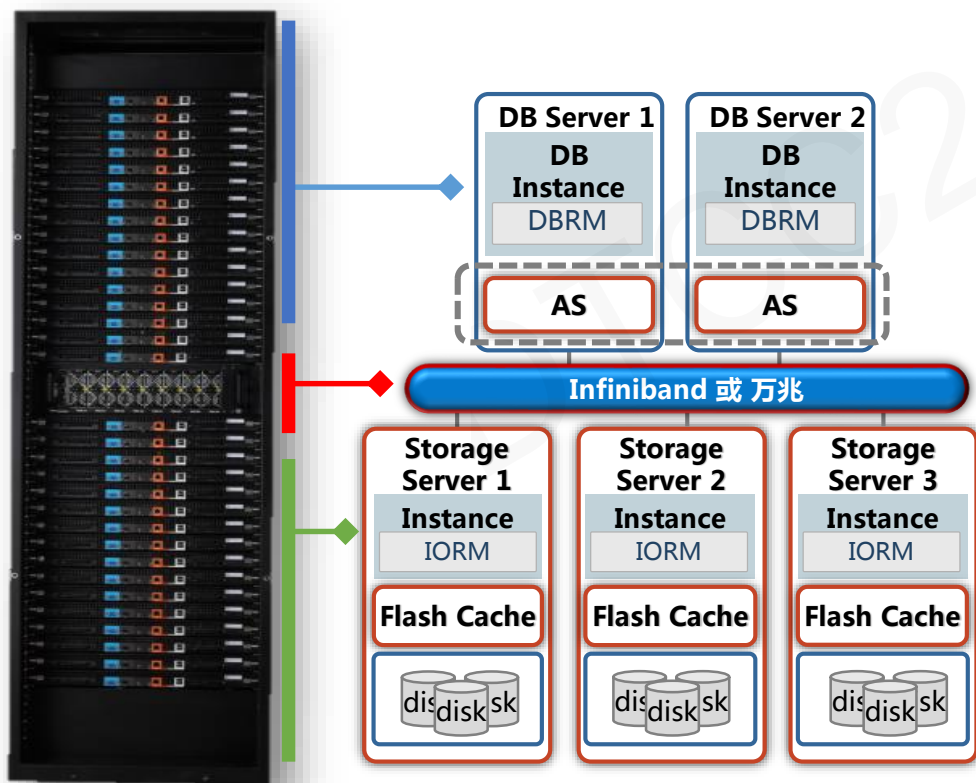 DB Server 1
DB
Instance
DBRM
AS
DB Server 2
DB
Instance
DBRM
AS
Infiniband 或 万兆
Storage
Server 1
Instance
IORM
Flash Cache
disk
Storage
Server 2
Instance
IORM
Flash Cache
disk
Storage
Server 3
Instance
IORM
Flash Cache
disk